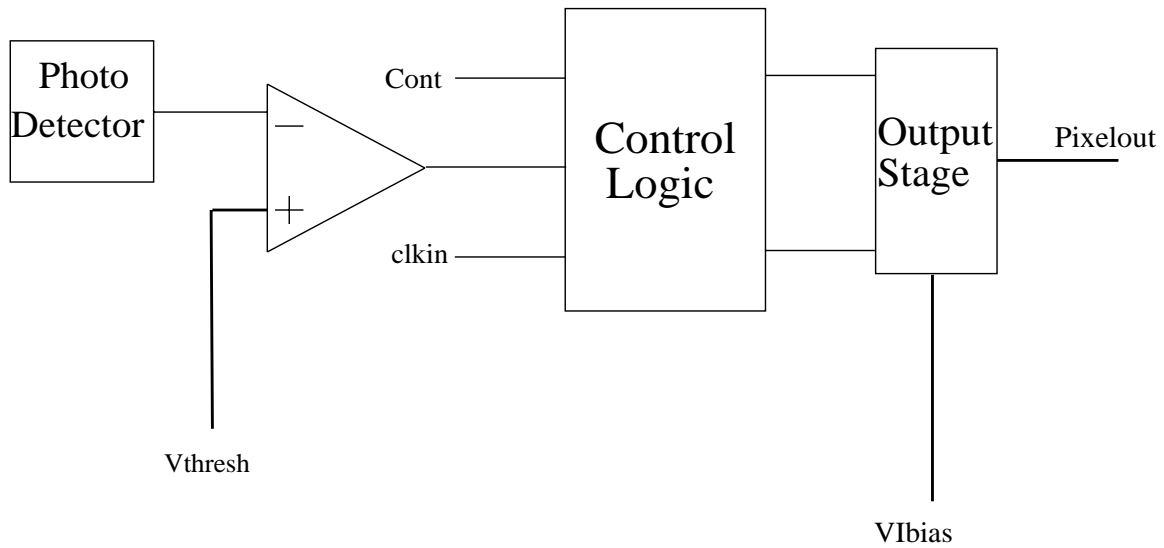 Photo
Detector
Cont
clkin
Control
Logic
Output
Stage
Pixelout
Vthresh
VIbias